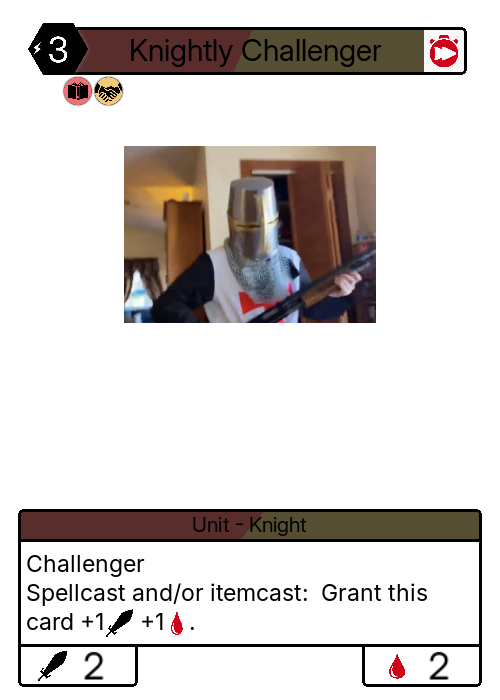 3 Knightly Challenger
Unit - Knight
Challenger
Spellcast and/or itemcast: Grant this
card +1 +1 .
2 2